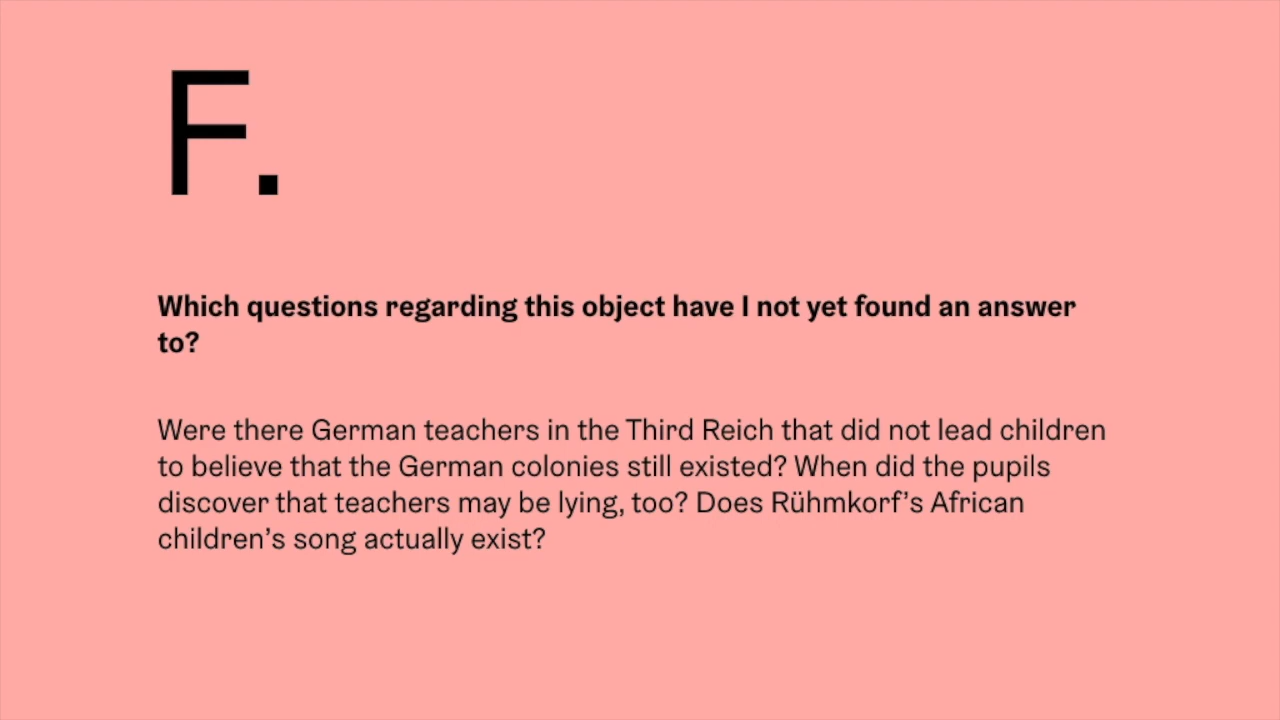 F.
Which questions regarding this object have I not yet found an answer
to?
Were there German teachers in the Third Reich that did not lead children
to believe that the German colonies still existed? When did the pupils
discover that teachers may be lying, too? Does Rühmkorf’s African
children’s song actually exist?